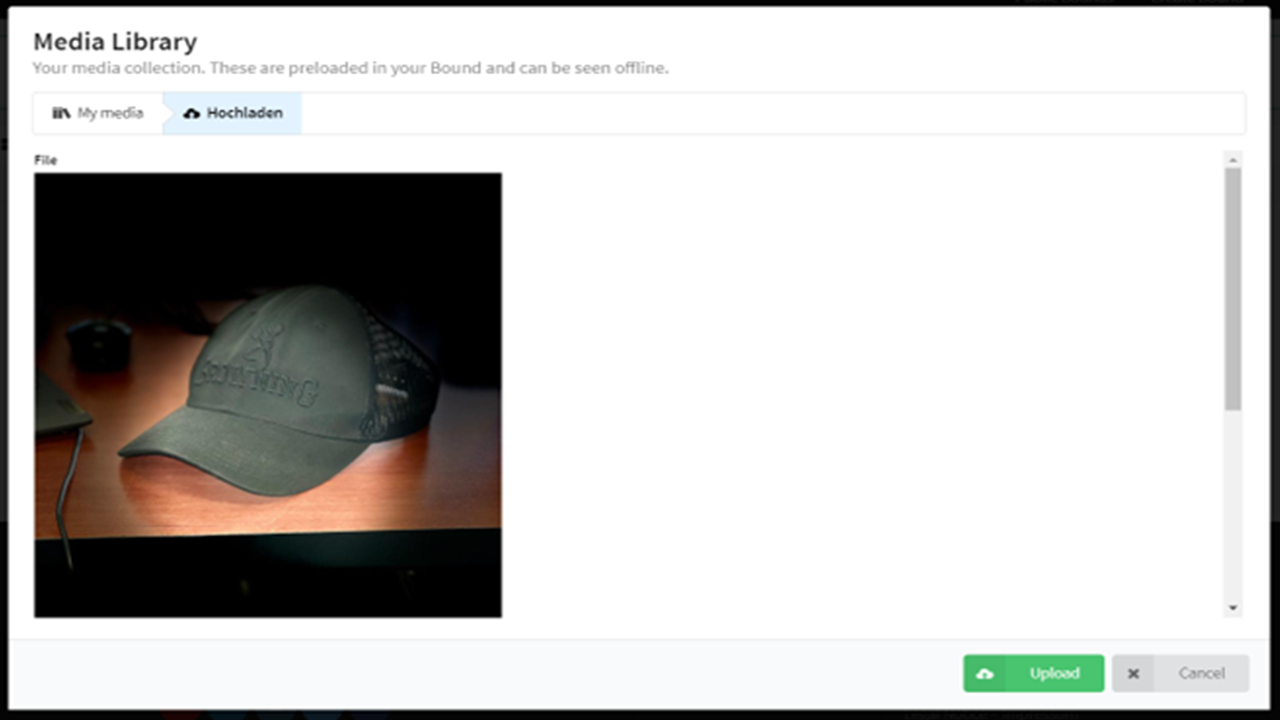 Media Library
Your media collection. These are preloaded in your Bound and can be seen offline.
My media
Hochladen
File
BROWNING
Upload
Cancel